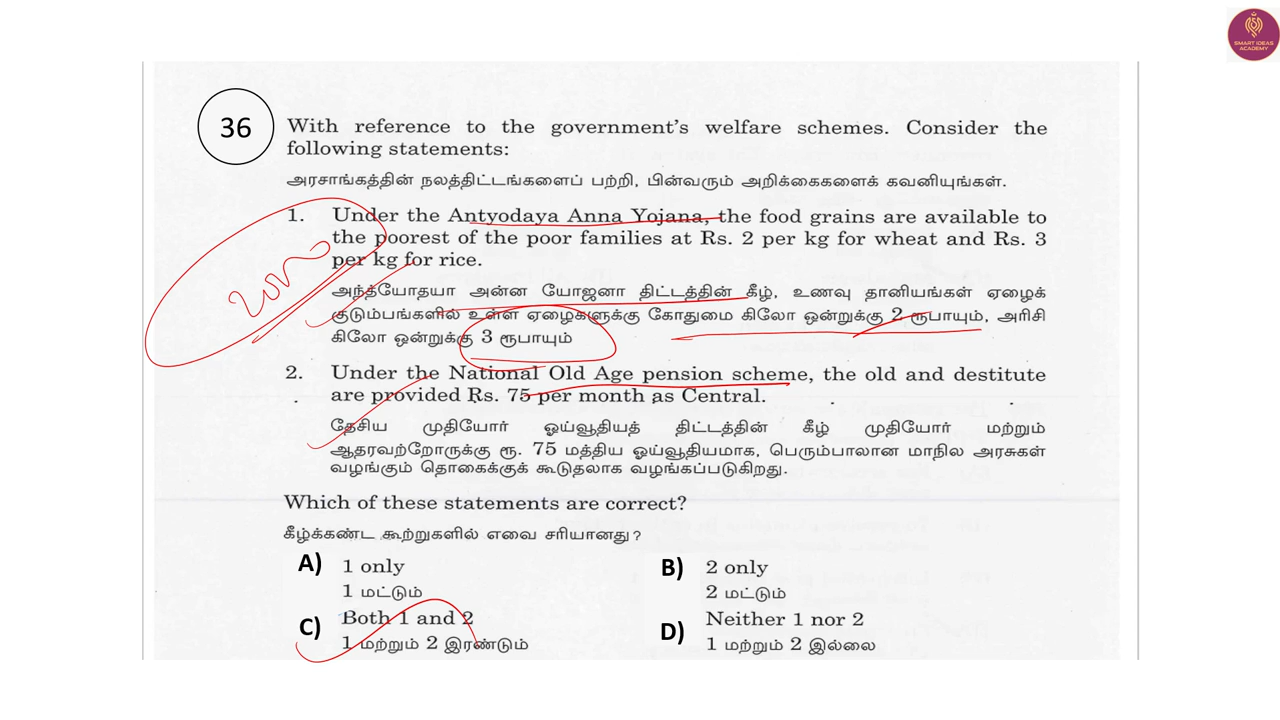 SMART IDEAS
ACADEMY
36
With reference to the government's welfare schemes. Consider the
following statements:
அரசாங்கத்தின் நலத்திட்டங்களைப் பற்றி, பின்வரும் அறிக்கைகளைக் கவனியுங்கள்.
1. Under the Antyodaya Anna Yojana, the food grains are available to
the poorest of the poor families at Rs. 2 per kg for wheat and Rs. 3
per kg for rice.
அந்த்யோதயா அன்ன யோஜனா திட்டத்தின் கீழ், உணவு தானியங்கள் ஏழைக்
குடும்பங்களில் உள்ள ஏழைகளுக்கு கோதுமை கிலோ ஒன்றுக்கு 2 ரூபாயும், அரிசி
கிலோ ஒன்றுக்கு 3 ரூபாயும்
2. Under the National Old Age pension scheme, the old and destitute
are provided Rs. 75 per month as Central.
தேசிய முதியோர் ஓய்வூதியத் திட்டத்தின் கீழ் முதியோர் மற்றும்
ஆதரவற்றோருக்கு ரூ. 75 மத்திய ஓய்வூதியமாக, பெரும்பாலான மாநில அரசுகள்
வழங்கும் தொகைக்குக் கூடுதலாக வழங்கப்படுகிறது.
Which of these statements are correct?
கீழ்க்கண்ட கூற்றுகளில் எவை சரியானது?
A) 1 only
1 மட்டும்
B) 2 only
2 மட்டும்
C) Both 1 and 2
1 மற்றும் 2 இரண்டும்
D) Neither 1 nor 2
1 மற்றும் 2 இல்லை